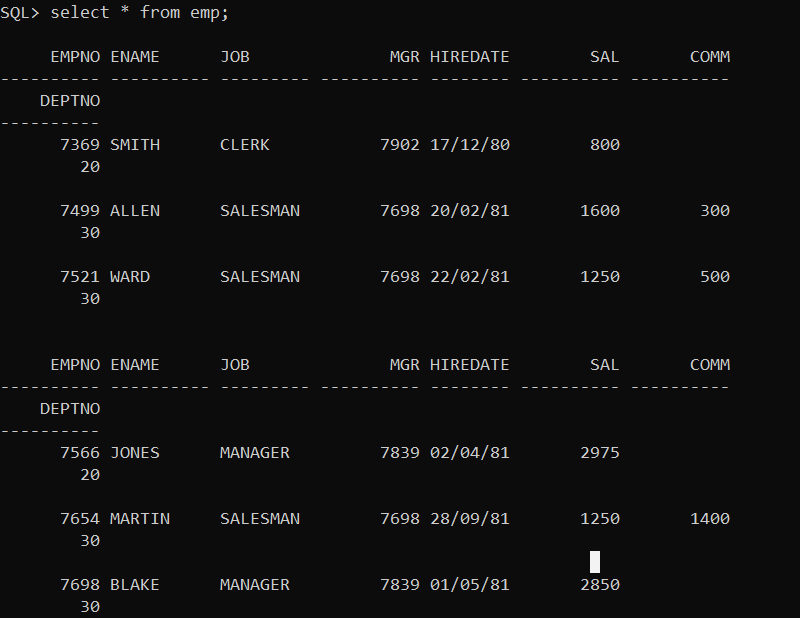 SQL> select * from emp;
     EMPNO ENAME      JOB              MGR HIREDATE        SAL       COMM
---------- ---------- --------- ---------- -------- ---------- ----------
    DEPTNO
----------
      7369 SMITH      CLERK           7902 17/12/80        800
        20
      7499 ALLEN      SALESMAN        7698 20/02/81       1600        300
        30
      7521 WARD       SALESMAN        7698 22/02/81       1250        500
        30
     EMPNO ENAME      JOB              MGR HIREDATE        SAL       COMM
---------- ---------- --------- ---------- -------- ---------- ----------
    DEPTNO
----------
      7566 JONES      MANAGER         7839 02/04/81       2975
        20
      7654 MARTIN     SALESMAN        7698 28/09/81       1250       1400
        30
      7698 BLAKE      MANAGER         7839 01/05/81       2850
        30